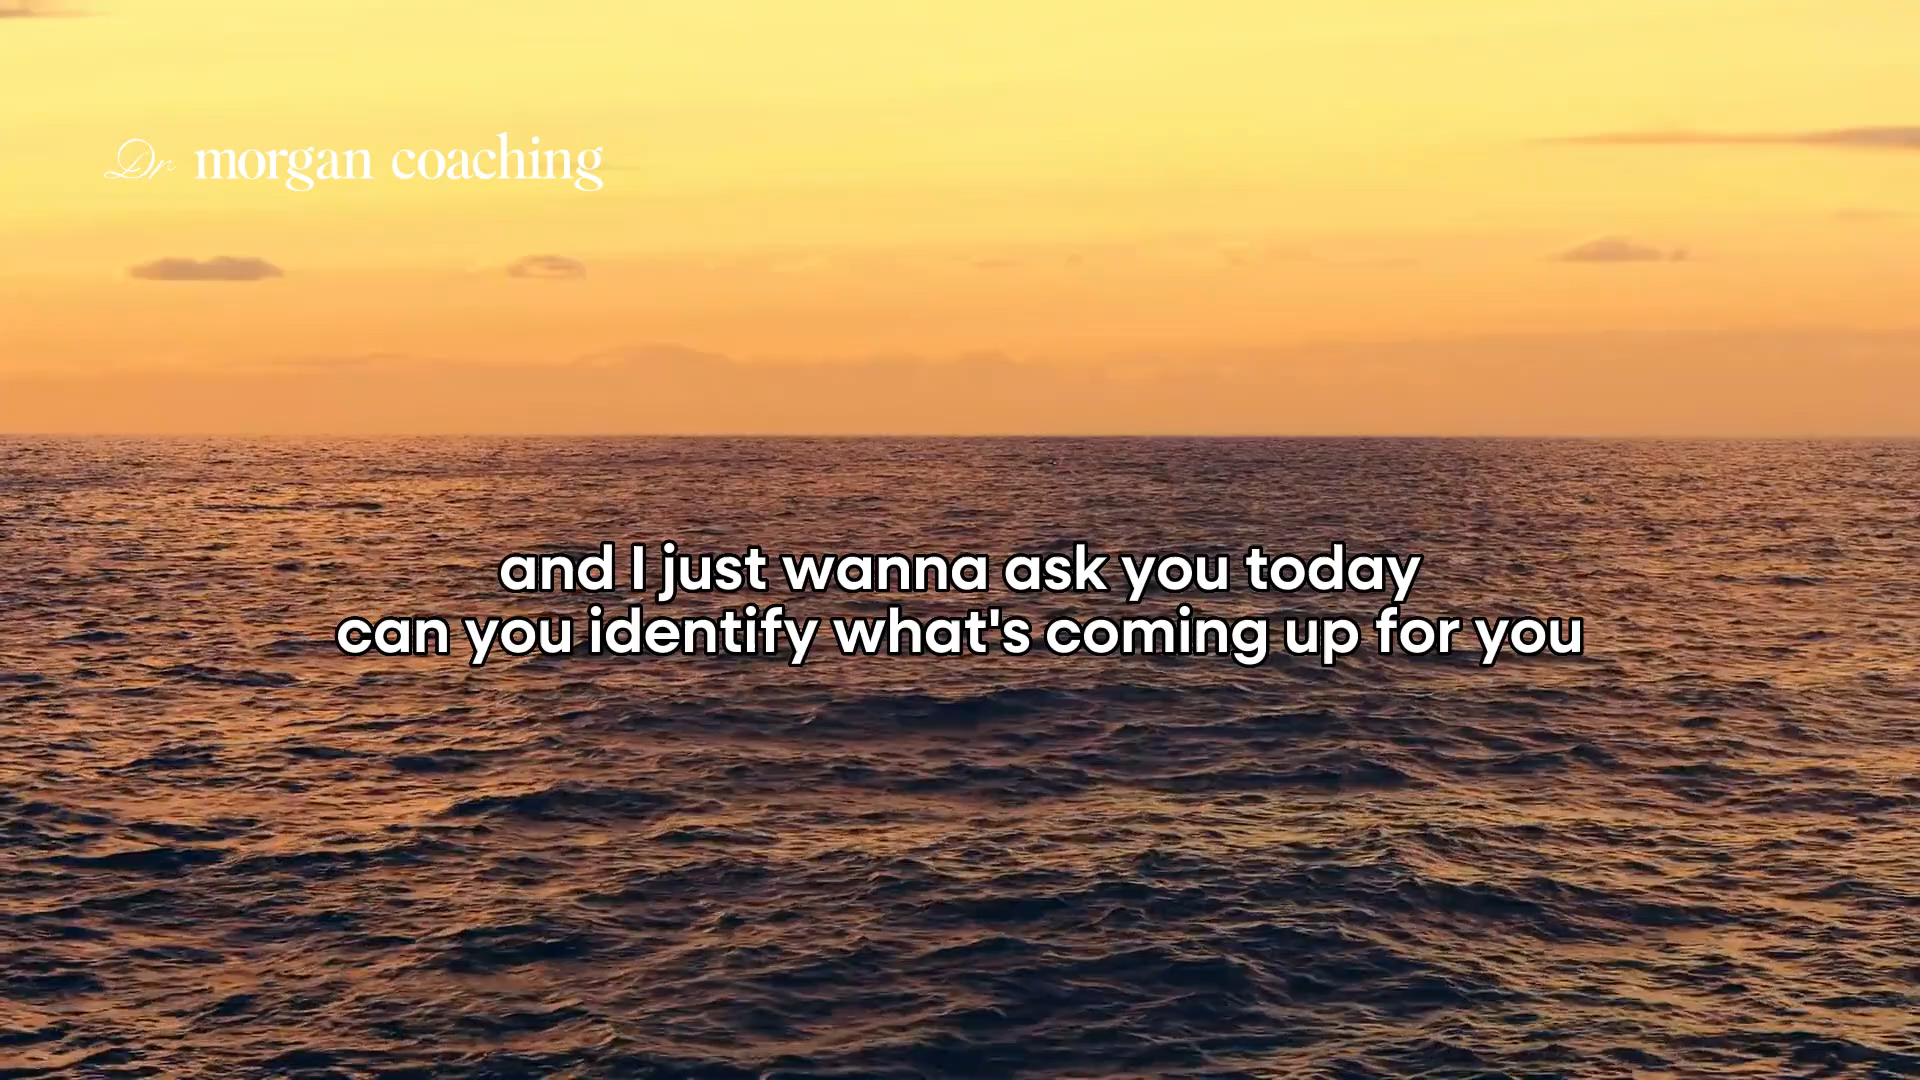 Dr morgan coaching
and I just wanna ask you today
can you identify what's coming up for you